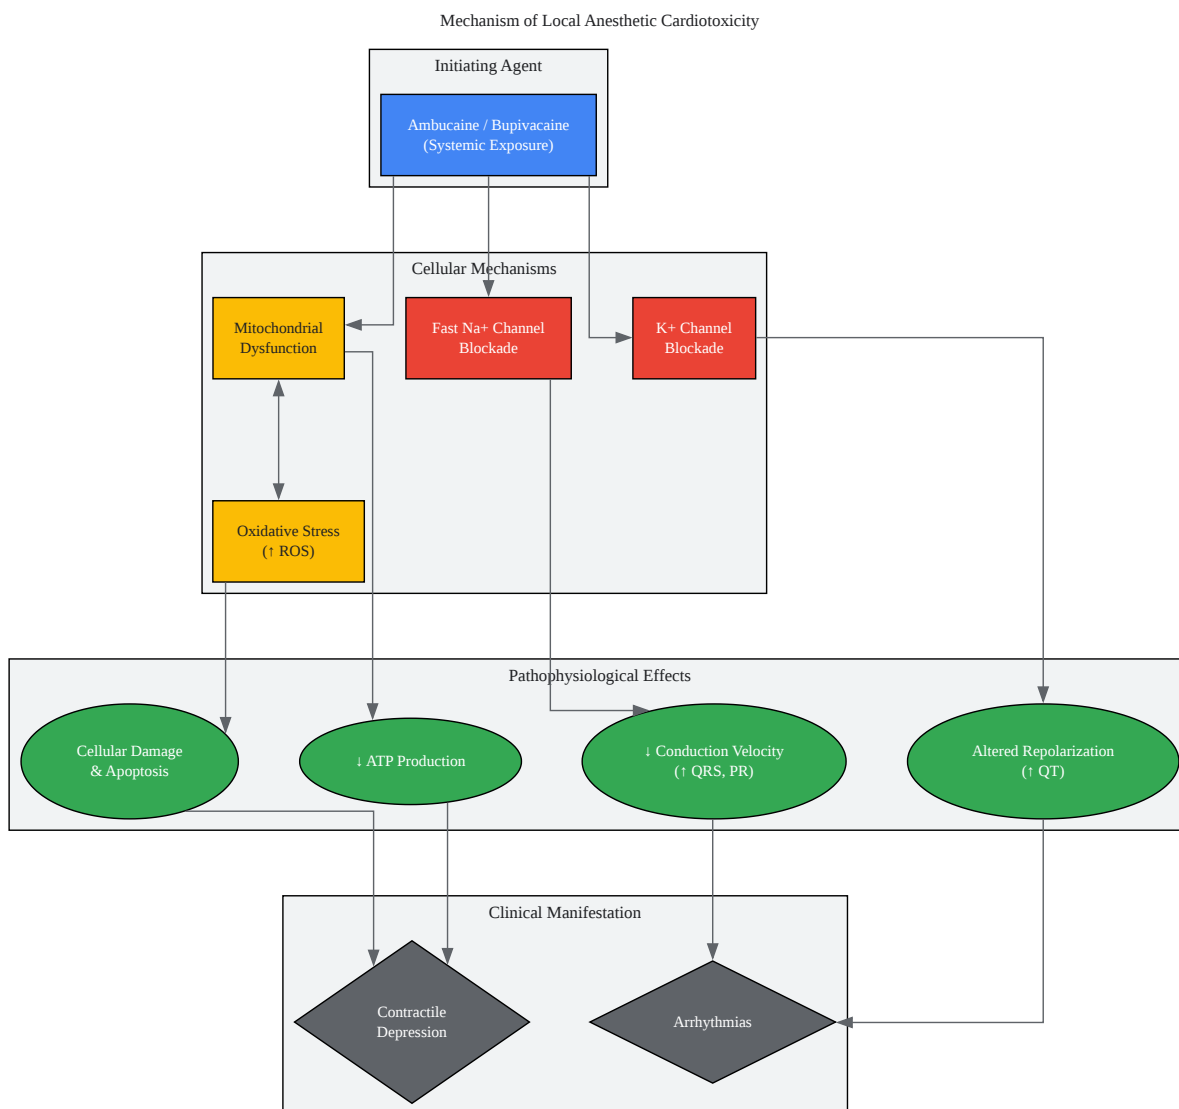 Mechanism of Local Anesthetic Cardiotoxicity
Initiating Agent
Ambucaine / Bupivacaine
(Systemic Exposure)
Cellular Mechanisms
Mitochondrial
Dysfunction
Fast Na+ Channel
Blockade
K+ Channel
Blockade
Oxidative Stress
(↑ ROS)
Pathophysiological Effects
Cellular Damage
& Apoptosis
↓ ATP Production
↓ Conduction Velocity
(↑ QRS, PR)
Altered Repolarization
(↑ QT)
Clinical Manifestation
Contractile
Depression
Arrhythmias